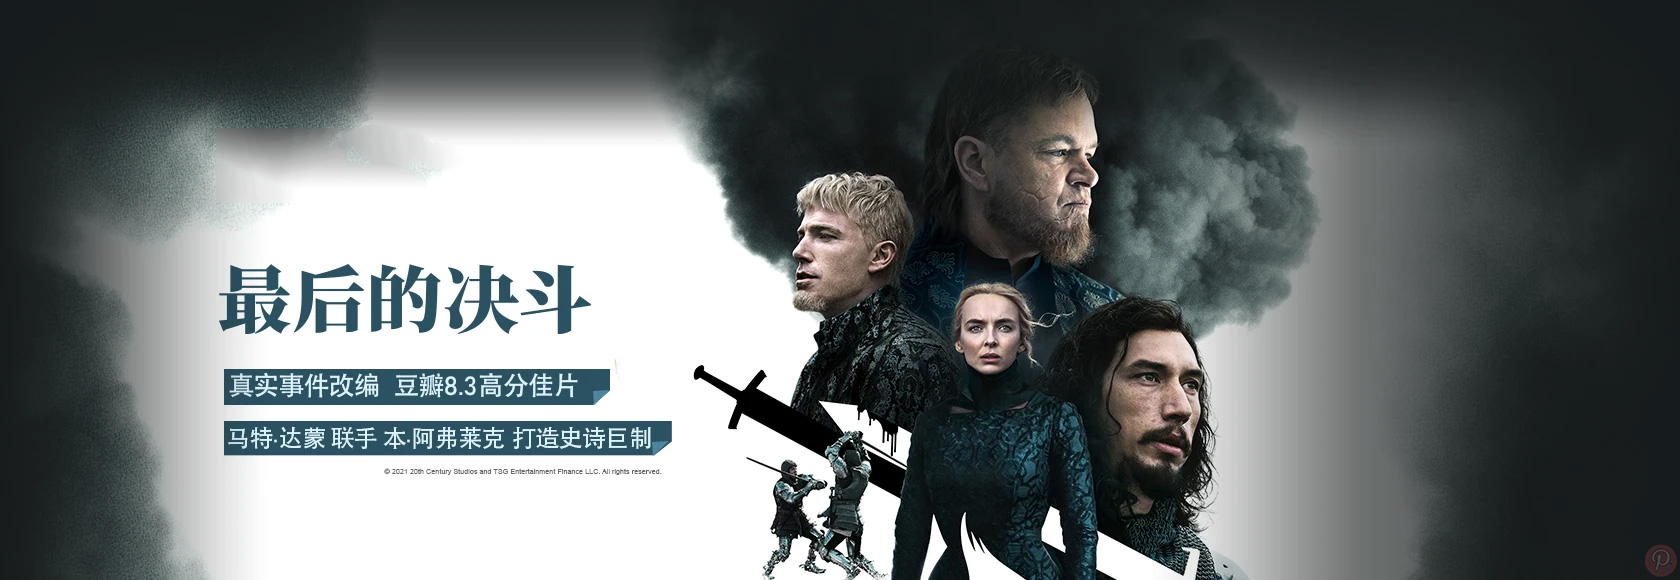 最后的决斗
真实事件改编 豆瓣8.3高分佳片
马特·达蒙 联手 本·阿弗莱克 打造史诗巨制
© 2021 20th Century Studios and TSG Entertainment Finance LLC. All rights reserved.